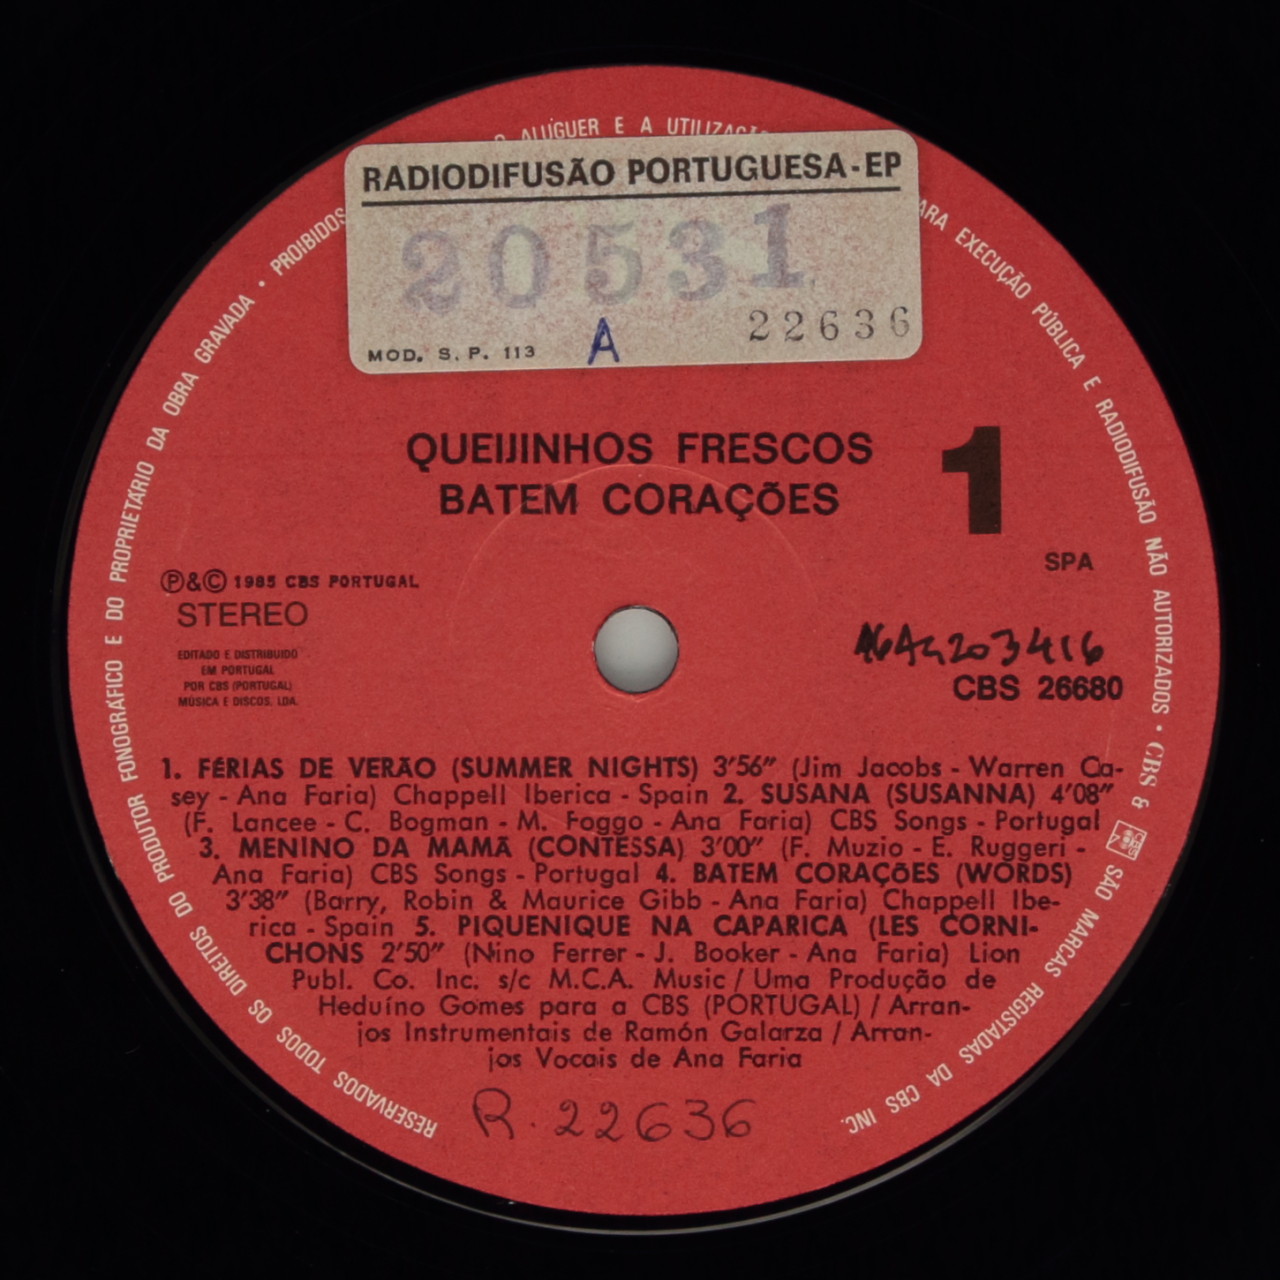 RESERVADOS TODOS OS DIREITOS DO PRODUTOR FONOGRÁFICO E DO PROPRIETÁRIO DA OBRA GRAVADA • PROIBIDOS
ALUGUER E A UTILIZAÇÃO
EXECUÇÃO PÚBLICA E RADIODIFUSÃO NÃO AUTORIZADOS • CBS & SÃO MARCAS REGISTADAS DA CBS INC.
RADIODIFUSÃO PORTUGUESA-EP
20531
22636
MOD. S. P. 113 A
QUEIJINHOS FRESCOS
BATEM CORAÇÕES
1
SPA
Ⓟ&© 1985 CBS PORTUGAL
STEREO
EDITADO E DISTRIBUIDO
EM PORTUGAL
POR CBS (PORTUGAL)
MÚSICA E DISCOS, LDA.
CBS 26680
1. FÉRIAS DE VERÃO (SUMMER NIGHTS) 3'56" (Jim Jacobs - Warren Ca-
sey - Ana Faria) Chappell Iberica - Spain 2. SUSANA (SUSANNA) 4'08"
(F. Lancee - C. Bogman - M. Foggo - Ana Faria) CBS Songs - Portugal
3. MENINO DA MAMÃ (CONTESSA) 3'00" (F. Muzio - E. Ruggeri -
Ana Faria) CBS Songs - Portugal 4. BATEM CORAÇÕES (WORDS)
3'38" (Barry, Robin & Maurice Gibb - Ana Faria) Chappell Ibe-
rica - Spain 5. PIQUENIQUE NA CAPARICA (LES CORNI-
CHONS 2'50" (Nino Ferrer - J. Booker - Ana Faria) Lion
Publ. Co. Inc. s/c M.C.A. Music / Uma Produção de
Heduíno Gomes para a CBS (PORTUGAL) / Arran-
jos Instrumentais de Ramón Galarza / Arran-
jos Vocais de Ana Faria
R. 22636